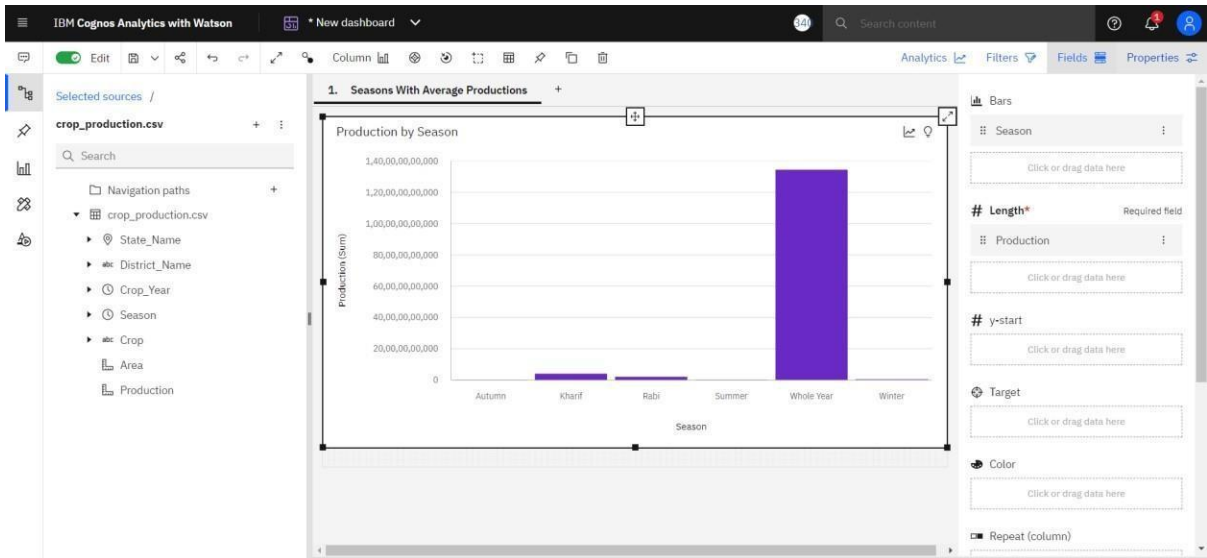 IBM Cognos Analytics with Watson
* New dashboard
340
Search content
1
Edit
Column
Analytics
Filters
Fields
Properties
Selected sources /
crop_production.csv
Search
Navigation paths
crop_production.csv
State_Name
abc District_Name
Crop_Year
Season
abc Crop
Area
Production
1. Seasons With Average Productions
Production by Season
1,40,00,00,00,000
1,20,00,00,00,000
1,00,00,00,00,000
80,00,00,00,000
60,00,00,00,000
40,00,00,00,000
20,00,00,00,000
0
Production (Sum)
Autumn Kharif Rabi Summer Whole Year Winter
Season
Bars
Season
Click or drag data here
# Length* Required field
Production
Click or drag data here
# y-start
Click or drag data here
Target
Click or drag data here
Color
Click or drag data here
Repeat (column)